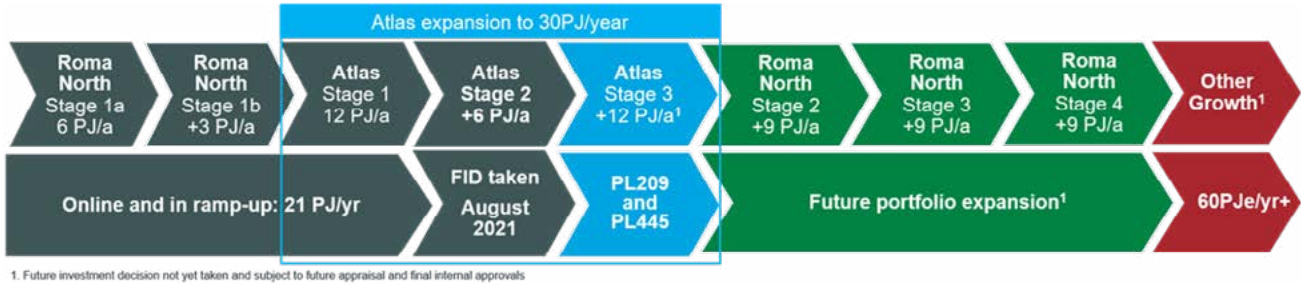 Atlas expansion to 30PJ/year
Roma
North
Stage 1a
6 PJ/a
Roma
North
Stage 1b
+3 PJ/a
Atlas
Stage 1
12 PJ/a
Atlas
Stage 2
+6 PJ/a
Atlas
Stage 3
+12 PJ/a¹
Roma
North
Stage 2
+9 PJ/a
Roma
North
Stage 3
+9 PJ/a
Roma
North
Stage 4
+9 PJ/a
Other
Growth¹
Online and in ramp-up: 21 PJ/yr
FID taken
August
2021
PL209
and
PL445
Future portfolio expansion¹
60PJe/yr+
1. Future investment decision not yet taken and subject to future appraisal and final internal approvals